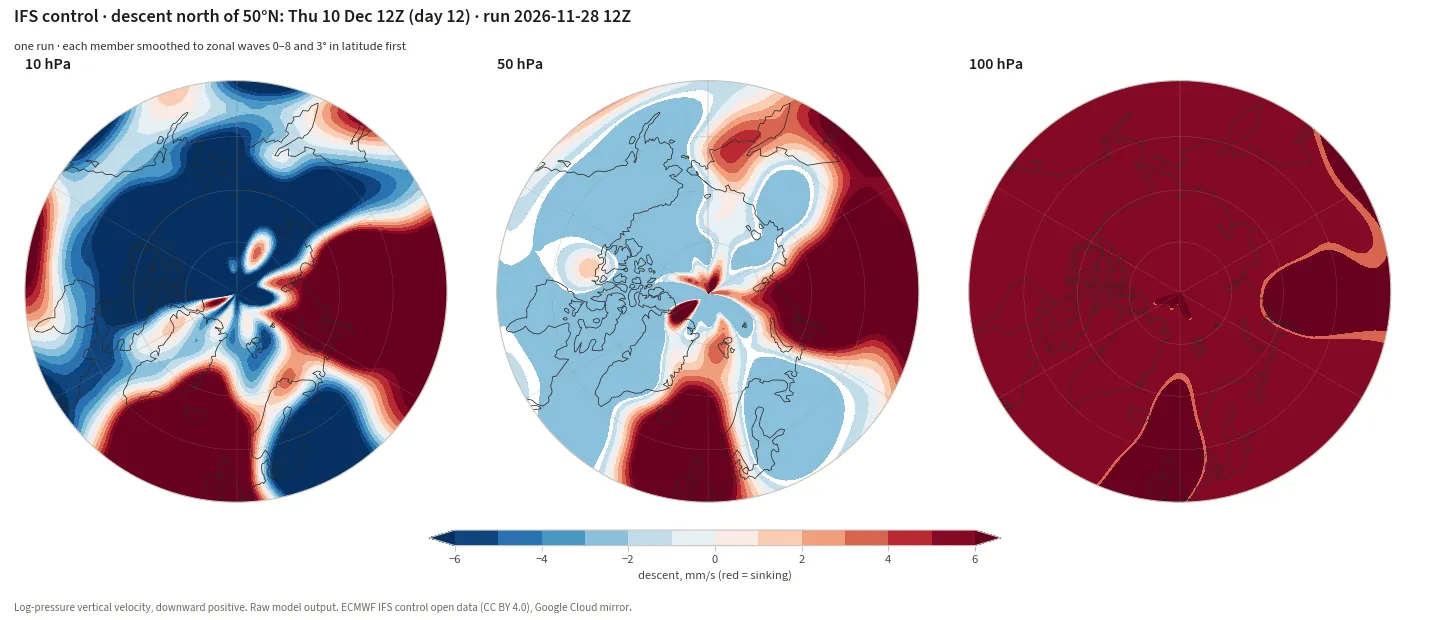 IFS control · descent north of 50°N: Thu 10 Dec 12Z (day 12) · run 2026-11-28 12Z
one run · each member smoothed to zonal waves 0–8 and 3° in latitude first
10 hPa
50 hPa
100 hPa
−6
−4
−2
0
2
4
6
descent, mm/s (red = sinking)
Log-pressure vertical velocity, downward positive. Raw model output. ECMWF IFS control open data (CC BY 4.0), Google Cloud mirror.